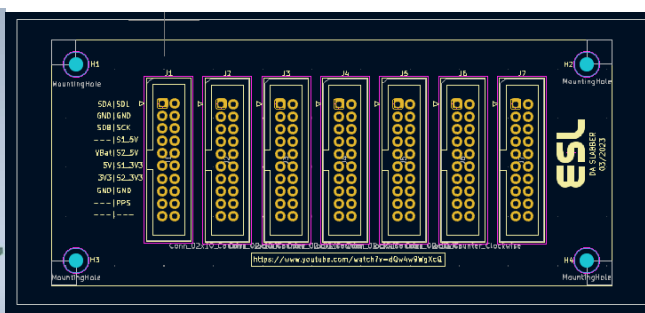 J1 J2 J3 J4 J5 J6 J7
H1
MountingHole
H2
MountingHole
SDA|SDL
GND|GND
SDB|SCK
---|S1_5V
VBat|S2_5V
5V|S1_3V3
3V3|S2_3V3
GND|GND
---|PPS
---|---
ESL
DA SLABBER
03/2023
H3
MountingHole
H4
MountingHole
https://www.youtube.com/watch?v=dQw4w9WgXcQ